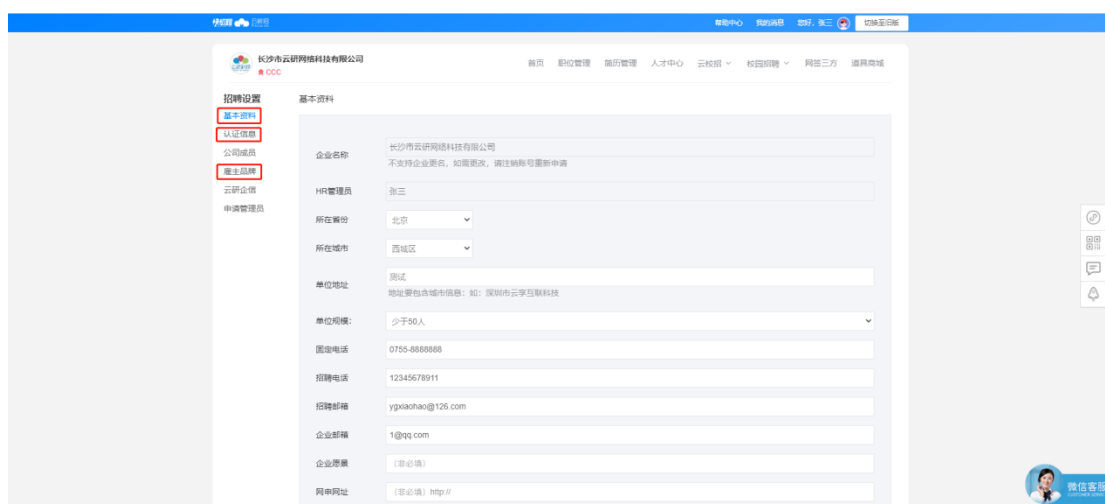 帮助中心 我的消息 您好，张三 切换至旧版
长沙市云研网络科技有限公司
CCC
首页 职位管理 简历管理 人才中心 云校招 校园招聘 网签三方 道具商城
招聘设置
基本资料
认证信息
公司成员
雇主品牌
云研企信
申请管理员
基本资料
企业名称 长沙市云研网络科技有限公司
不支持企业更名，如需更改，请注销账号重新申请
HR管理员 张三
所在省份 北京
所在城市 西城区
单位地址 测试
地址要包含城市信息：如：深圳市云享互联科技
单位规模： 少于50人
固定电话 0755-8888888
招聘电话 12345678911
招聘邮箱 ygxiaohao@126.com
企业邮箱 1@qq.com
企业愿景 （非必填）
网申网址 （非必填）http://
微信客服